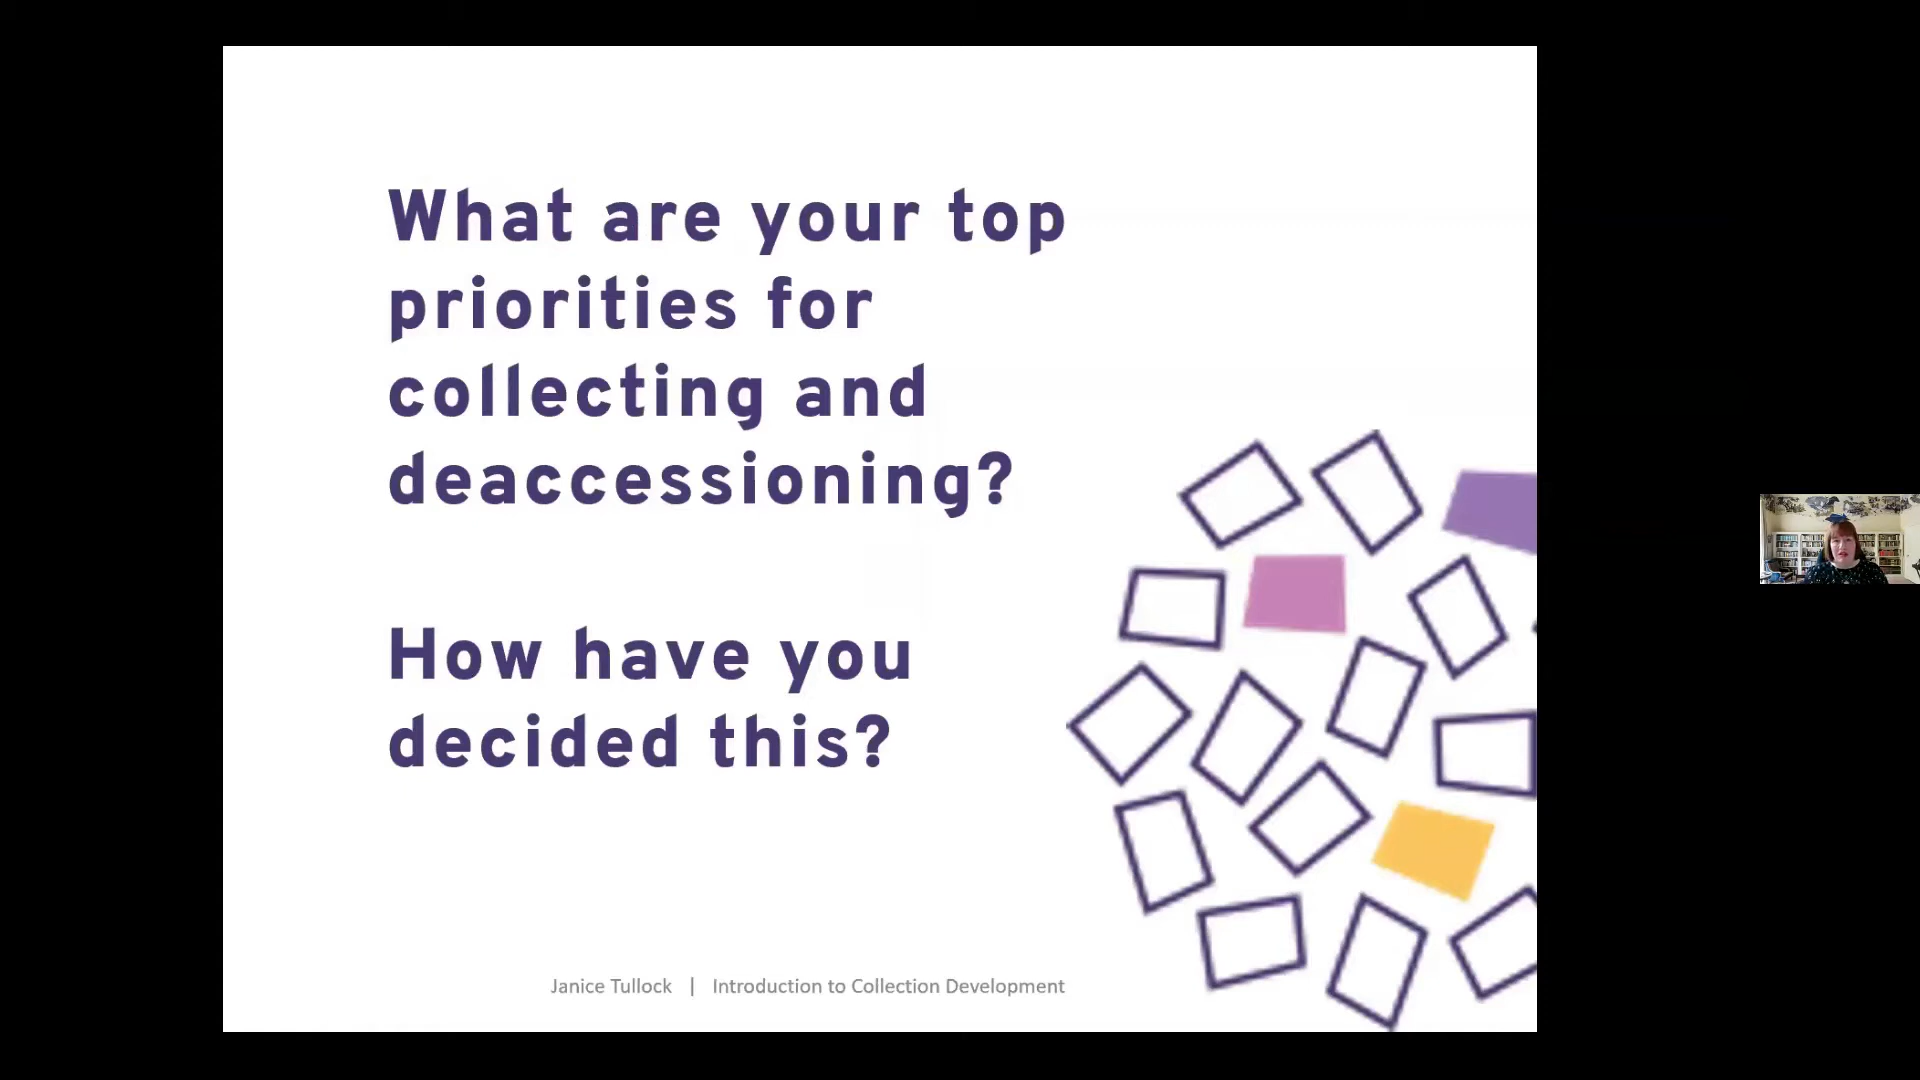 What are your top
priorities for
collecting and
deaccessioning?
How have you
decided this?
Janice Tullock | Introduction to Collection Development